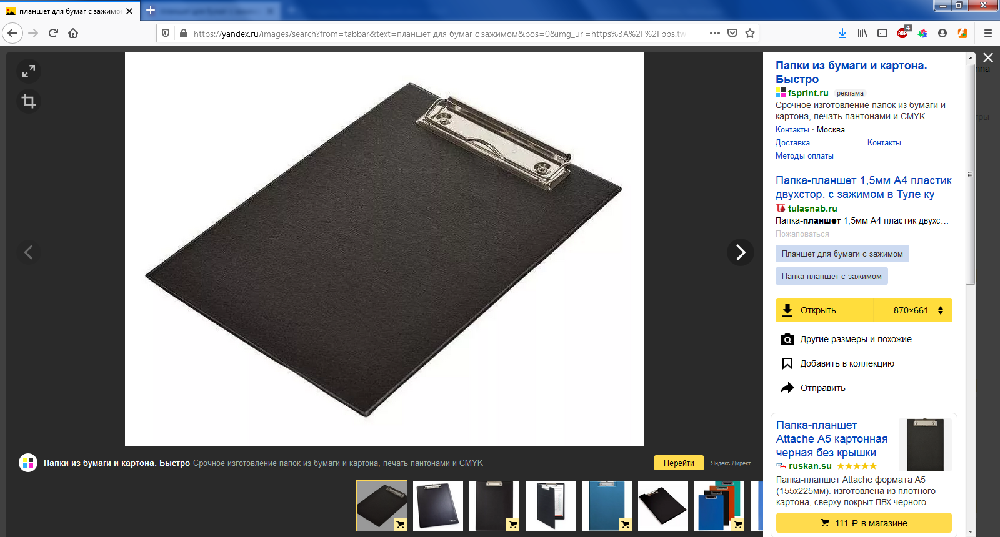 планшет для бумаг с зажимо
https://yandex.ru/images/search?from=tabbar&text=планшет для бумаг с зажимом&pos=0&img_url=https%3A%2F%2Fpbs.tw
ABP
4
Папки из бумаги и картона.
Быстро
fsprint.ru реклама
Срочное изготовление папок из бумаги и
картона, печать пантонами и CMYK
Контакты · Москва
Доставка Контакты
Методы оплаты
Папка-планшет 1,5мм А4 пластик
двухстор. с зажимом в Туле ку
tulasnab.ru
Папка-планшет 1,5мм А4 пластик двухс...
Пожаловаться
Планшет для бумаги с зажимом
Папка планшет с зажимом
Открыть 870×661
Другие размеры и похожие
Добавить в коллекцию
Отправить
Папка-планшет
Attache А5 картонная
черная без крышки
ruskan.su
Папка-планшет Attache формата А5
(155х225мм). изготовлена из плотного
картона, сверху покрыт ПВХ черного...
111 ₽ в магазине
Папки из бумаги и картона. Быстро Срочное изготовление папок из бумаги и картона, печать пантонами и CMYK
Перейти
Яндекс.Директ